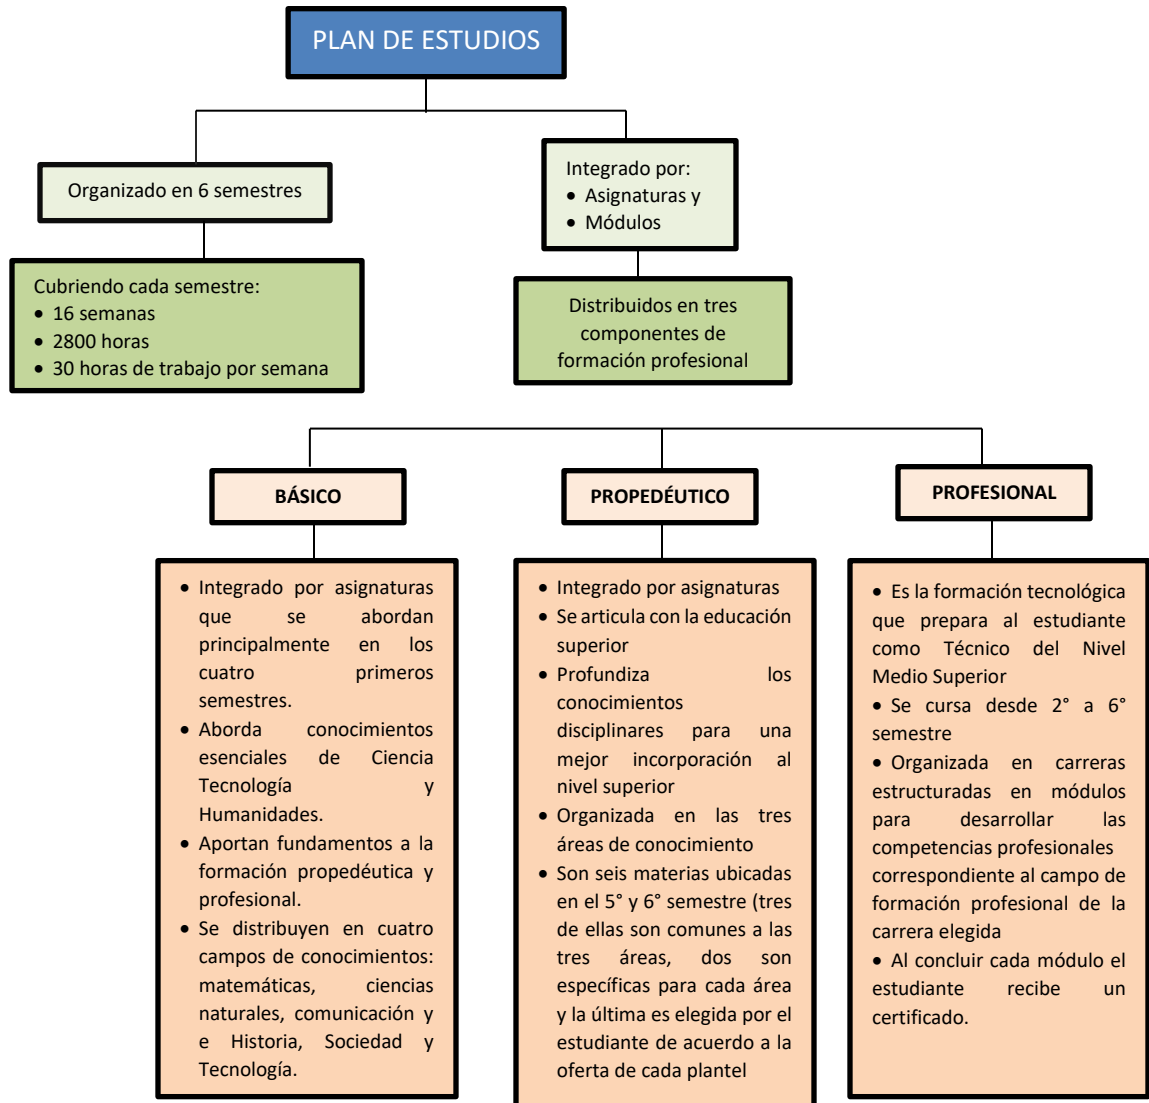 PLAN DE ESTUDIOS
Organizado en 6 semestres
Integrado por:
• Asignaturas y
• Módulos
Cubriendo cada semestre:
• 16 semanas
• 2800 horas
• 30 horas de trabajo por semana
Distribuidos en tres
componentes de
formación profesional
BÁSICO
PROPEDÉUTICO
PROFESIONAL
• Integrado por asignaturas
que se abordan
principalmente en los
cuatro primeros
semestres.
• Aborda conocimientos
esenciales de Ciencia
Tecnología y
Humanidades.
• Aportan fundamentos a la
formación propedéutica y
profesional.
• Se distribuyen en cuatro
campos de conocimientos:
matemáticas, ciencias
naturales, comunicación y
e Historia, Sociedad y
Tecnología.
• Integrado por asignaturas
• Se articula con la educación
superior
• Profundiza los
conocimientos
disciplinares para una
mejor incorporación al
nivel superior
• Organizada en las tres
áreas de conocimiento
• Son seis materias ubicadas
en el 5° y 6° semestre (tres
de ellas son comunes a las
tres áreas, dos son
específicas para cada área
y la última es elegida por el
estudiante de acuerdo a la
oferta de cada plantel
• Es la formación tecnológica
que prepara al estudiante
como Técnico del Nivel
Medio Superior
• Se cursa desde 2° a 6°
semestre
• Organizada en carreras
estructuradas en módulos
para desarrollar las
competencias profesionales
correspondiente al campo de
formación profesional de la
carrera elegida
• Al concluir cada módulo el
estudiante recibe un
certificado.